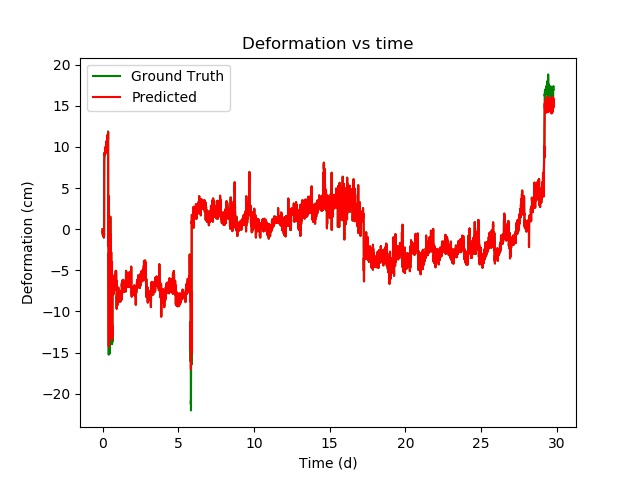 Deformation vs time
Ground Truth
Predicted
20
15
10
5
0
−5
−10
−15
−20
Deformation (cm)
0 5 10 15 20 25 30
Time (d)